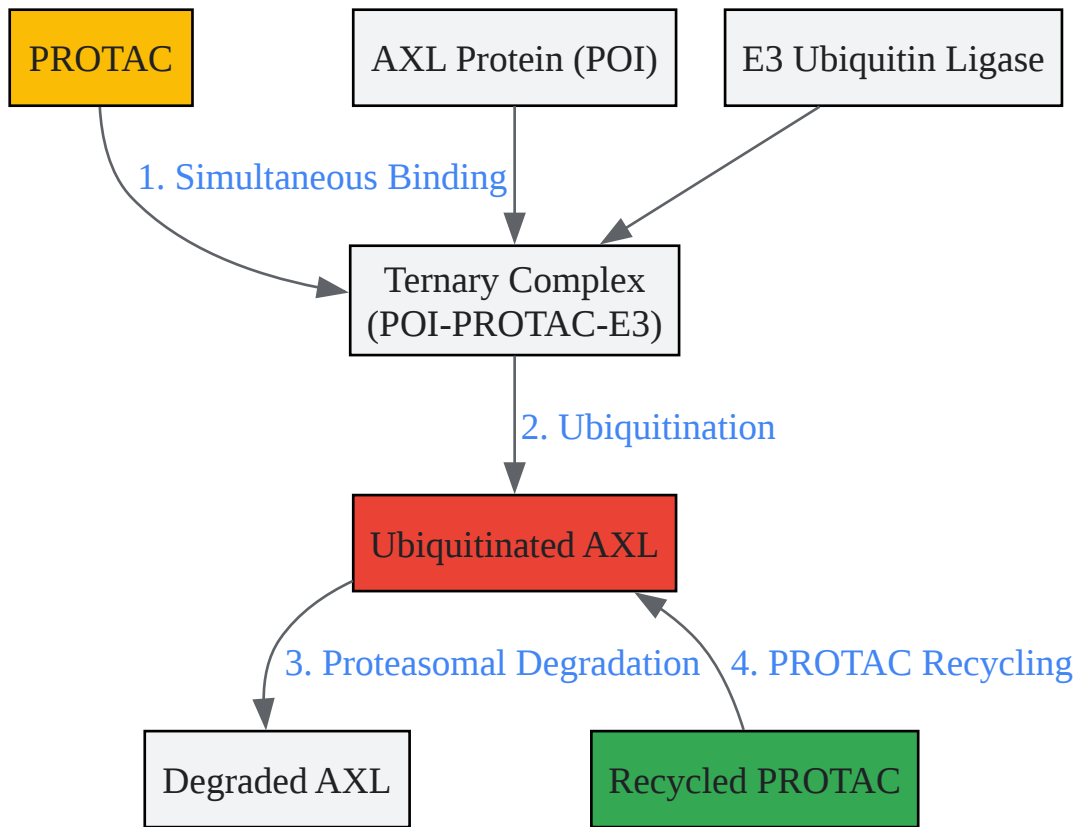 PROTAC
AXL Protein (POI)
E3 Ubiquitin Ligase
1. Simultaneous Binding
Ternary Complex
(POI-PROTAC-E3)
2. Ubiquitination
Ubiquitinated AXL
3. Proteasomal Degradation
4. PROTAC Recycling
Degraded AXL
Recycled PROTAC